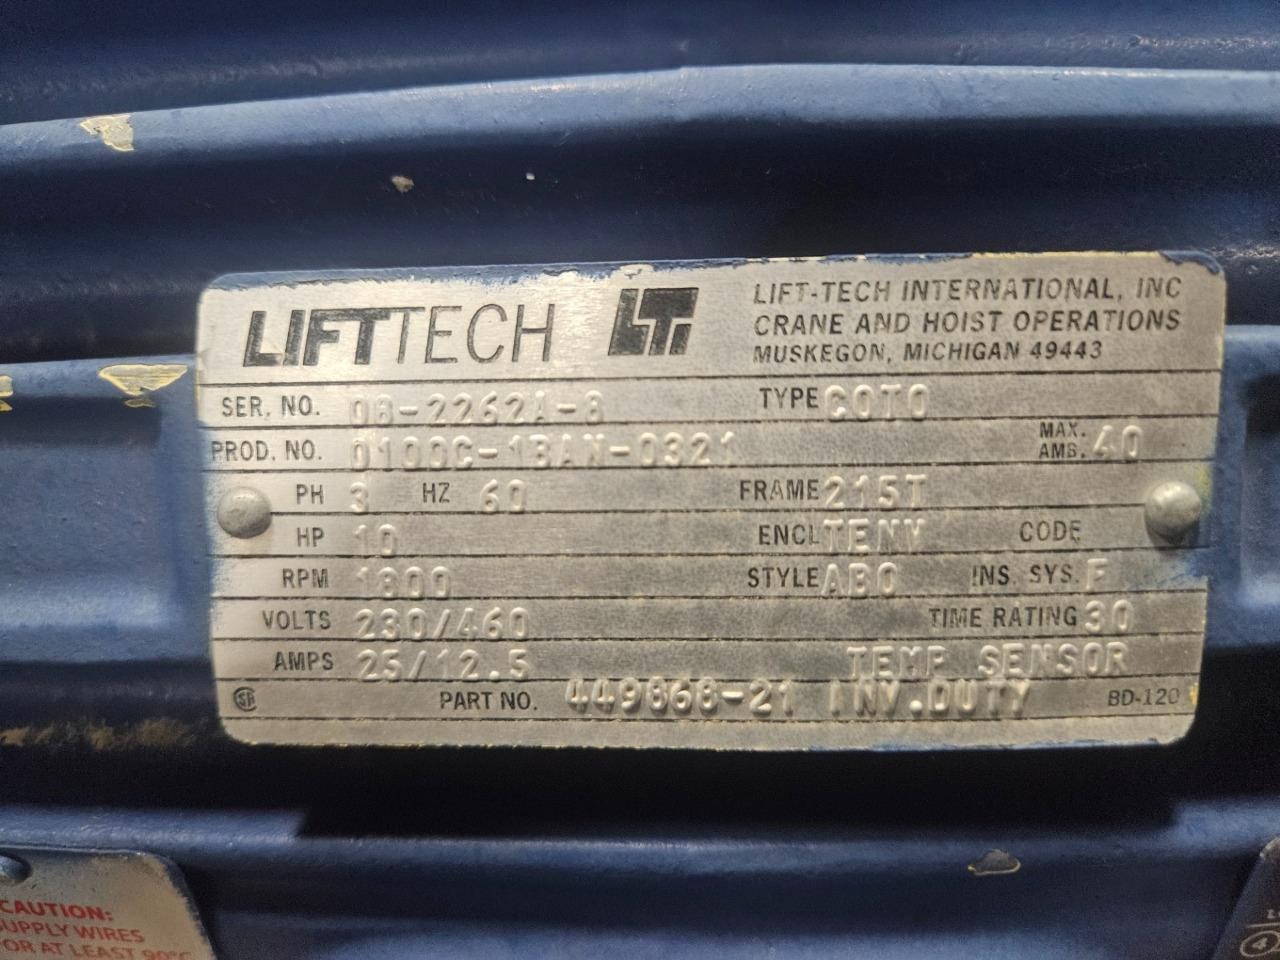 LIFTTECH LTI
LIFT-TECH INTERNATIONAL, INC
CRANE AND HOIST OPERATIONS
MUSKEGON, MICHIGAN 49443
SER. NO. 08-2262A-8 TYPE COTO
PROD. NO. 0100C-1BAN-0321 MAX. AMB. 40
PH 3 HZ 60 FRAME 215T
HP 10 ENCL TENV CODE
RPM 1800 STYLE ABO INS. SYS. F
VOLTS 230/460 TIME RATING 30
AMPS 25/12.5 TEMP SENSOR
SA PART NO. 449868-21 INV.DUTY BD-120
CAUTION:
SUPPLY WIRES
FOR AT LEAST 90°C
4